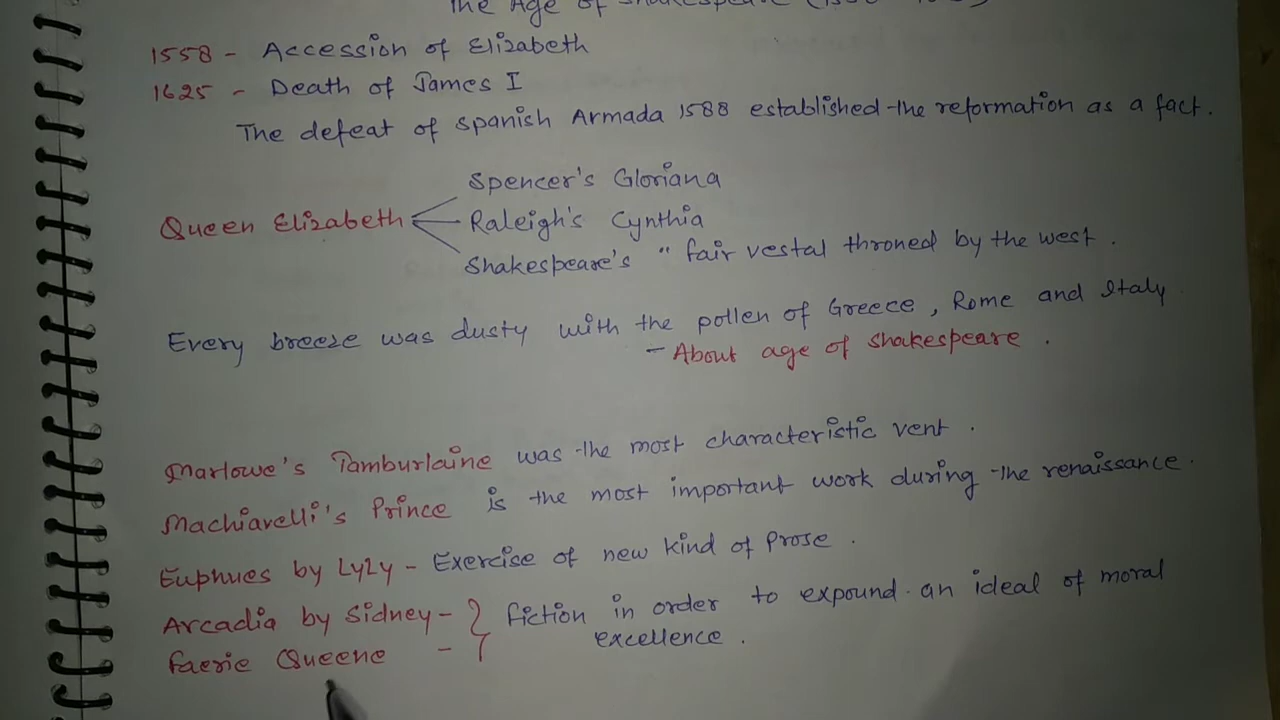 The Age of Shakespeare
1558 - Accession of Elizabeth
1625 - Death of James I
The defeat of Spanish Armada 1588 established the reformation as a fact.
Spencer's Gloriana
Queen Elizabeth Raleigh's Cynthia
Shakespeare's " fair vestal throned by the west.
Every breeze was dusty with the pollen of Greece, Rome and Italy
- About age of Shakespeare.
Marlowe's Tamburlaine was the most characteristic vent.
Machiavelli's Prince is the most important work during the renaissance.
Euphues by Lyly - Exercise of new kind of Prose.
Arcadia by Sidney - } fiction in order to expound an ideal of moral
Faerie Queene - excellence.